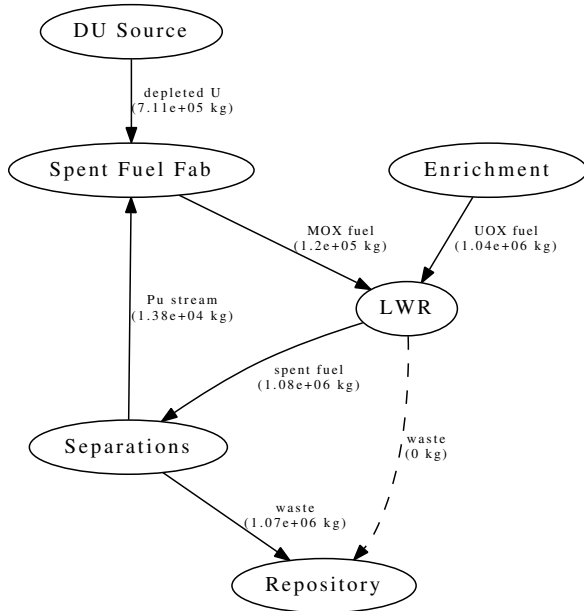 DU Source
depleted U
(7.11e+05 kg)
Spent Fuel Fab
Enrichment
MOX fuel
(1.2e+05 kg)
UOX fuel
(1.04e+06 kg)
Pu stream
(1.38e+04 kg)
LWR
spent fuel
(1.08e+06 kg)
Separations
waste
(0 kg)
waste
(1.07e+06 kg)
Repository